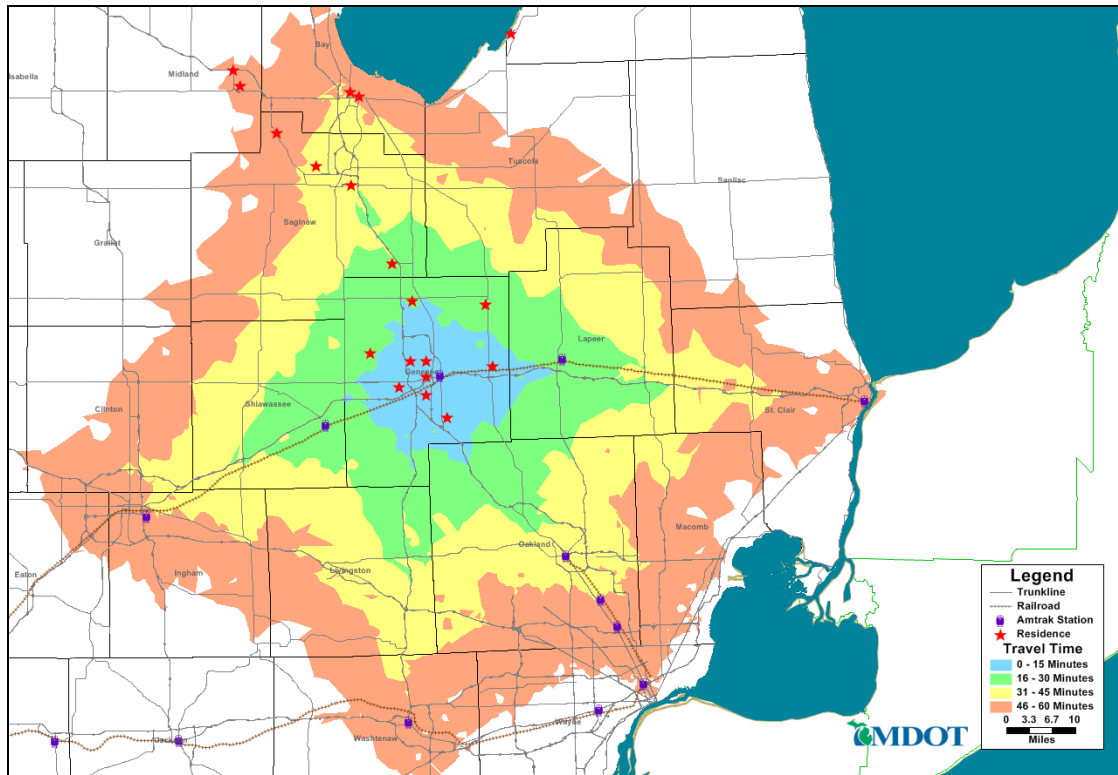 Bay
Isabella
Midland
Tuscola
Sanilac
Saginaw
Gratiot
Lapeer
Genesee
Clinton
Shiawassee
St. Clair
Macomb
Oakland
Livingston
Ingham
Eaton
Wayne
Washtenaw
Jackson
Legend
Trunkline
Railroad
Amtrak Station
Residence
Travel Time
0 - 15 Minutes
16 - 30 Minutes
31 - 45 Minutes
46 - 60 Minutes
0 3.3 6.7 10
Miles
MDOT